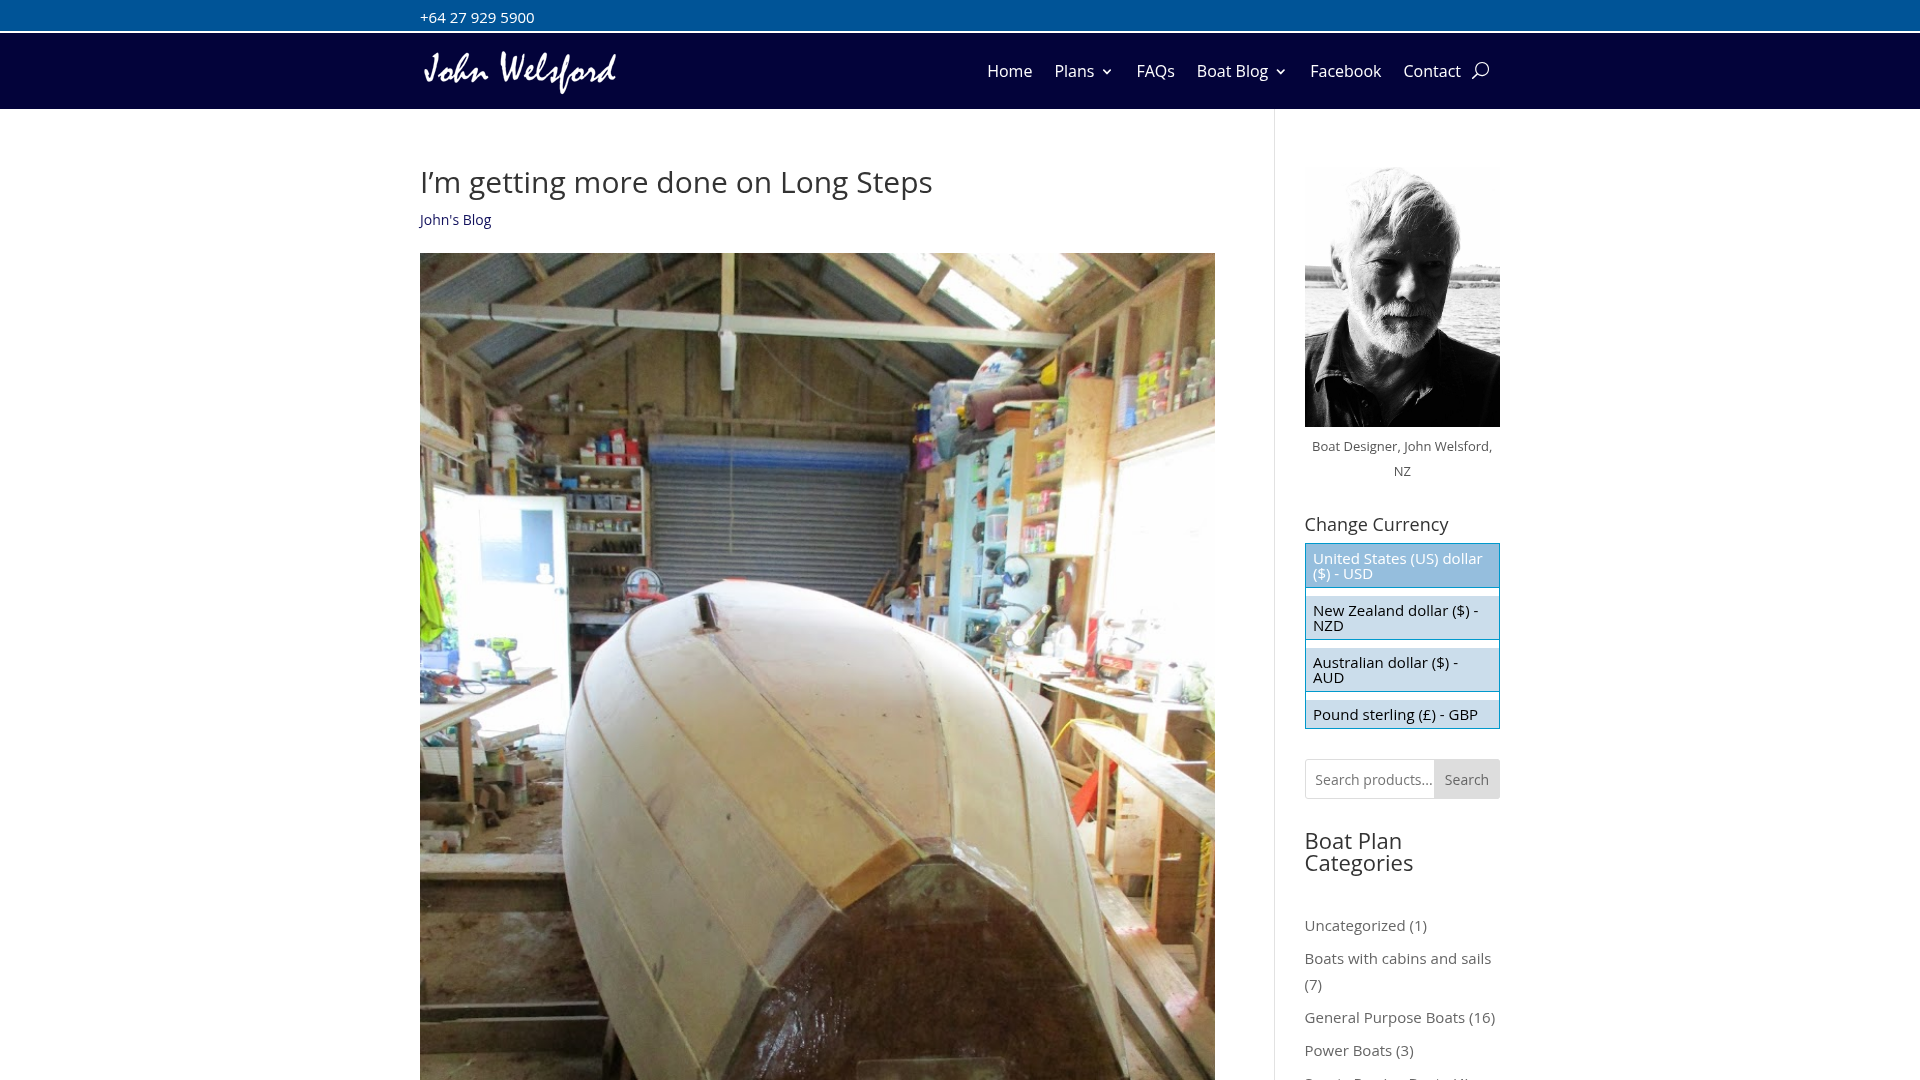 +64 27 929 5900
John Welsford
Home Plans FAQs Boat Blog Facebook Contact
I’m getting more done on Long Steps
John's Blog
Boat Designer, John Welsford,
NZ
Change Currency
United States (US) dollar
($) - USD
New Zealand dollar ($) -
NZD
Australian dollar ($) -
AUD
Pound sterling (£) - GBP
Search products... Search
Boat Plan
Categories
Uncategorized (1)
Boats with cabins and sails
(7)
General Purpose Boats (16)
Power Boats (3)